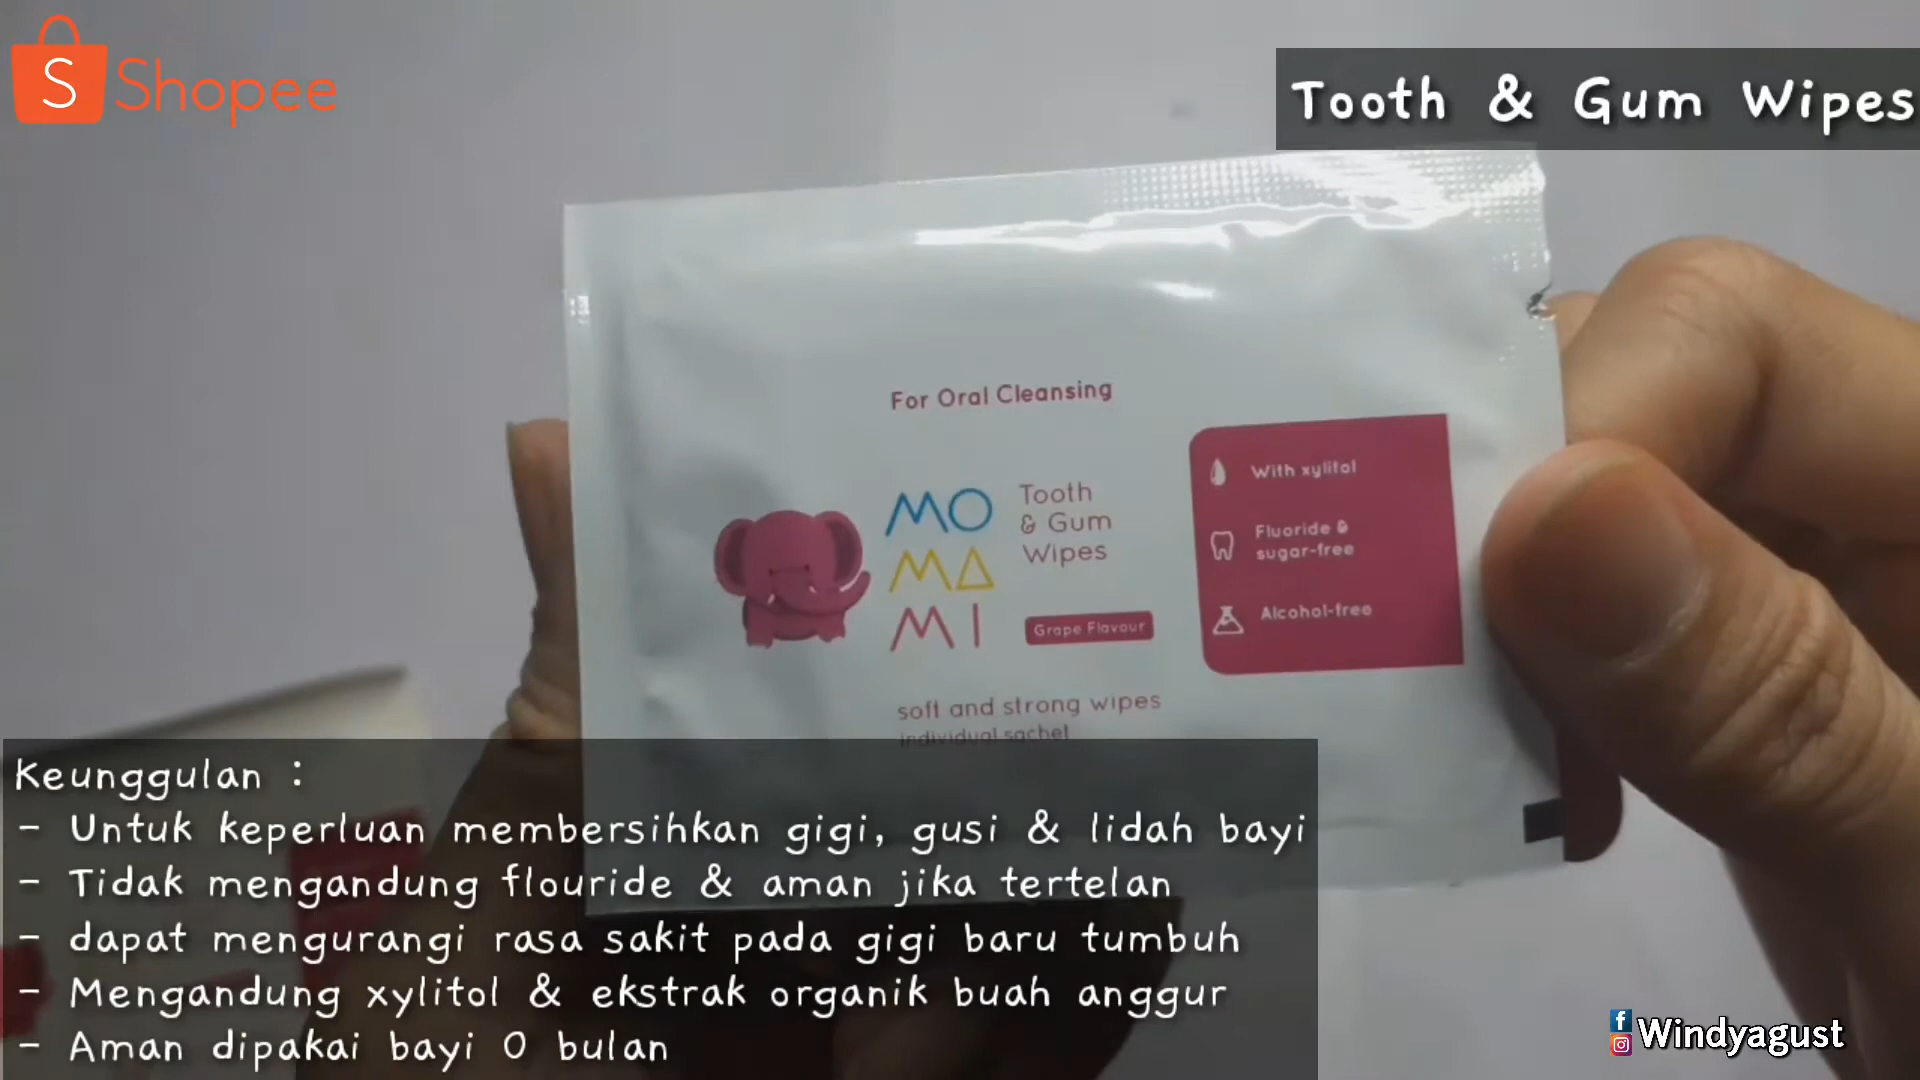 S Shopee
Tooth & Gum Wipes
For Oral Cleansing
MO
MA
MI
Tooth
& Gum
Wipes
Grape Flavour
With xylitol
Fluoride &
sugar-free
Alcohol-free
soft and strong wipes
individual sachet
Keunggulan :
- Untuk keperluan membersihkan gigi, gusi & lidah bayi
- Tidak mengandung flouride & aman jika tertelan
- dapat mengurangi rasa sakit pada gigi baru tumbuh
- Mengandung xylitol & ekstrak organik buah anggur
- Aman dipakai bayi 0 bulan
Windyagust